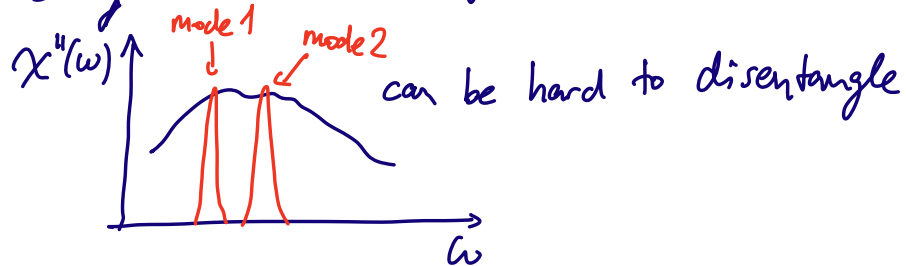 mode 1
mode 2
χ"(ω)
can be hard to disentangle
ω